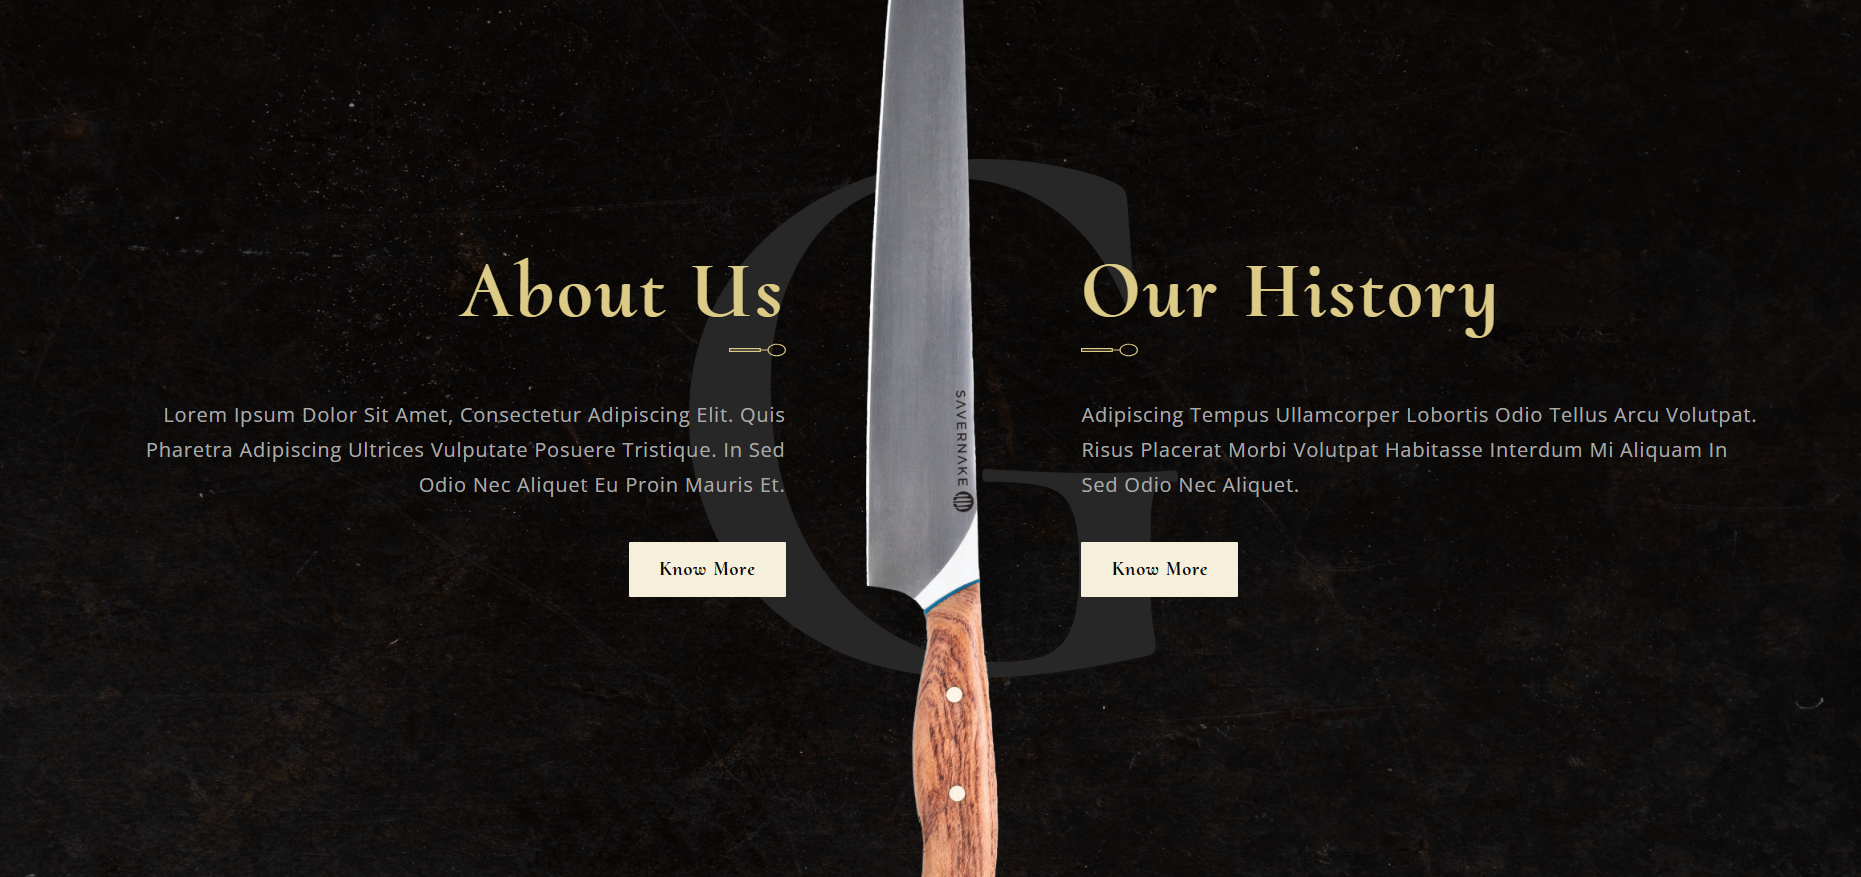 G
About Us
Lorem Ipsum Dolor Sit Amet, Consectetur Adipiscing Elit. Quis
Pharetra Adipiscing Ultrices Vulputate Posuere Tristique. In Sed
Odio Nec Aliquet Eu Proin Mauris Et.
Know More
SAVERNAKE
Our History
Adipiscing Tempus Ullamcorper Lobortis Odio Tellus Arcu Volutpat.
Risus Placerat Morbi Volutpat Habitasse Interdum Mi Aliquam In
Sed Odio Nec Aliquet.
Know More